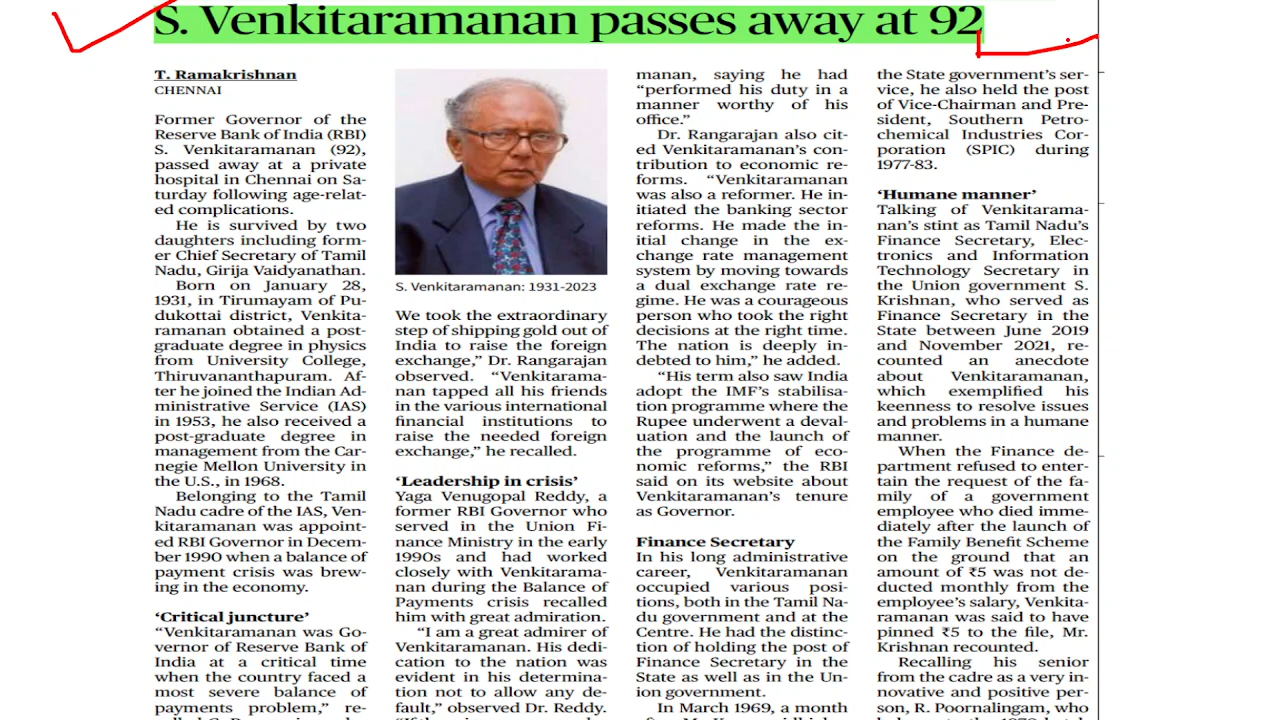 S. Venkitaramanan passes away at 92
T. Ramakrishnan
CHENNAI
Former Governor of the
Reserve Bank of India (RBI)
S. Venkitaramanan (92),
passed away at a private
hospital in Chennai on Sa-
turday following age-relat-
ed complications.
He is survived by two
daughters including form-
er Chief Secretary of Tamil
Nadu, Girija Vaidyanathan.
Born on January 28,
1931, in Tirumayam of Pu-
dukottai district, Venkita-
ramanan obtained a post-
graduate degree in physics
from University College,
Thiruvananthapuram. Af-
ter he joined the Indian Ad-
ministrative Service (IAS)
in 1953, he also received a
post-graduate degree in
management from the Car-
negie Mellon University in
the U.S., in 1968.
Belonging to the Tamil
Nadu cadre of the IAS, Ven-
kitaramanan was appoint-
ed RBI Governor in Decem-
ber 1990 when a balance of
payment crisis was brew-
ing in the economy.
‘Critical juncture’
“Venkitaramanan was Go-
vernor of Reserve Bank of
India at a critical time
when the country faced a
most severe balance of
payments problem,” re-
S. Venkitaramanan: 1931-2023
We took the extraordinary
step of shipping gold out of
India to raise the foreign
exchange,” Dr. Rangarajan
observed. “Venkitarama-
nan tapped all his friends
in the various international
financial institutions to
raise the needed foreign
exchange,” he recalled.
‘Leadership in crisis’
Yaga Venugopal Reddy, a
former RBI Governor who
served in the Union Fi-
nance Ministry in the early
1990s and had worked
closely with Venkitarama-
nan during the Balance of
Payments crisis recalled
him with great admiration.
“I am a great admirer of
Venkitaramanan. His dedi-
cation to the nation was
evident in his determina-
tion not to allow any de-
fault,” observed Dr. Reddy.
manan, saying he had
“performed his duty in a
manner worthy of his
office.”
Dr. Rangarajan also cit-
ed Venkitaramanan’s con-
tribution to economic re-
forms. “Venkitaramanan
was also a reformer. He in-
itiated the banking sector
reforms. He made the in-
itial change in the ex-
change rate management
system by moving towards
a dual exchange rate re-
gime. He was a courageous
person who took the right
decisions at the right time.
The nation is deeply in-
debted to him,” he added.
“His term also saw India
adopt the IMF’s stabilisa-
tion programme where the
Rupee underwent a deval-
uation and the launch of
the programme of eco-
nomic reforms,” the RBI
said on its website about
Venkitaramanan’s tenure
as Governor.
Finance Secretary
In his long administrative
career, Venkitaramanan
occupied various posi-
tions, both in the Tamil Na-
du government and at the
Centre. He had the distinc-
tion of holding the post of
Finance Secretary in the
State as well as in the Un-
ion government.
In March 1969, a month
the State government’s ser-
vice, he also held the post
of Vice-Chairman and Pre-
sident, Southern Petro-
chemical Industries Cor-
poration (SPIC) during
1977-83.
‘Humane manner’
Talking of Venkitarama-
nan’s stint as Tamil Nadu’s
Finance Secretary, Elec-
tronics and Information
Technology Secretary in
the Union government S.
Krishnan, who served as
Finance Secretary in the
State between June 2019
and November 2021, re-
counted an anecdote
about Venkitaramanan,
which exemplified his
keenness to resolve issues
and problems in a humane
manner.
When the Finance de-
partment refused to enter-
tain the request of the fa-
mily of a government
employee who died imme-
diately after the launch of
the Family Benefit Scheme
on the ground that an
amount of ₹5 was not de-
ducted monthly from the
employee’s salary, Venkita-
ramanan was said to have
pinned ₹5 to the file, Mr.
Krishnan recounted.
Recalling his senior
from the cadre as a very in-
novative and positive per-
son, R. Poornalingam, who